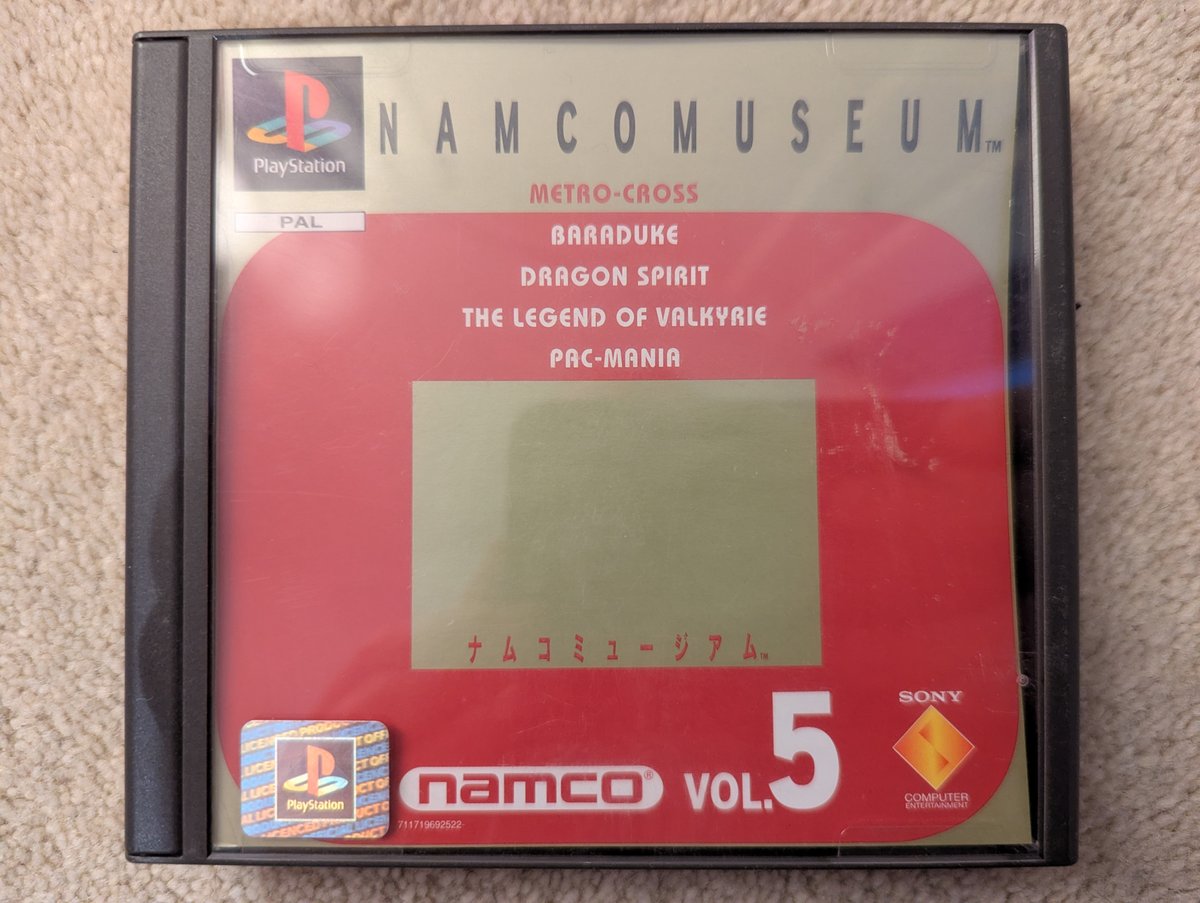 NAMCOMUSEUM™
PlayStation
PAL
METRO-CROSS
BARADUKE
DRAGON SPIRIT
THE LEGEND OF VALKYRIE
PAC-MANIA
ナムコミュージアム™
SONY
COMPUTER
ENTERTAINMENT
namco®
VOL.5
PlayStation
711719692522